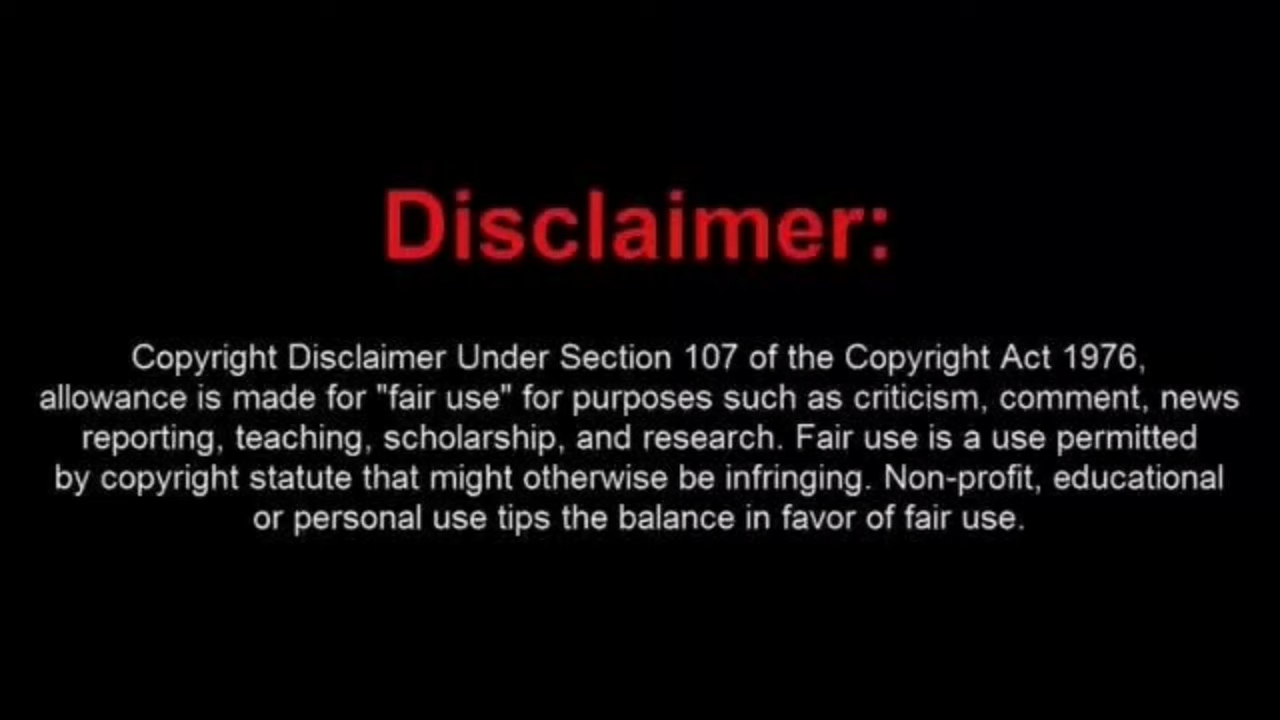 Disclaimer:
Copyright Disclaimer Under Section 107 of the Copyright Act 1976,
allowance is made for "fair use" for purposes such as criticism, comment, news
reporting, teaching, scholarship, and research. Fair use is a use permitted
by copyright statute that might otherwise be infringing. Non-profit, educational
or personal use tips the balance in favor of fair use.